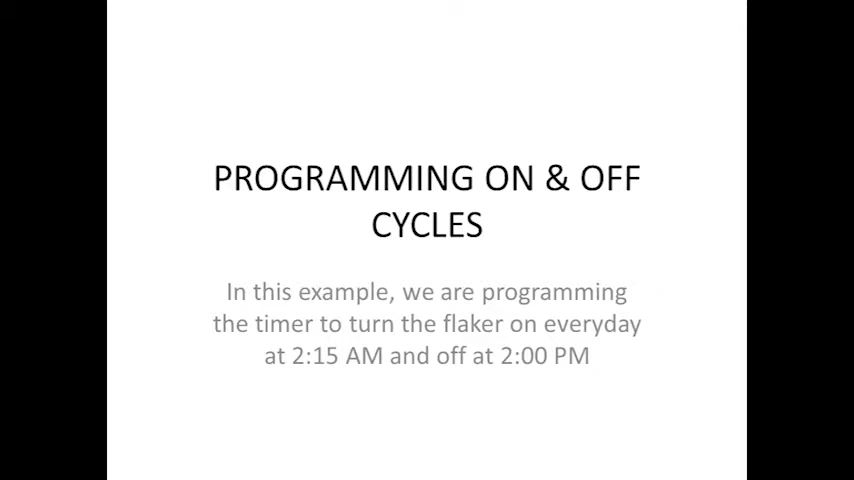 PROGRAMMING ON & OFF
CYCLES
In this example, we are programming
the timer to turn the flaker on everyday
at 2:15 AM and off at 2:00 PM